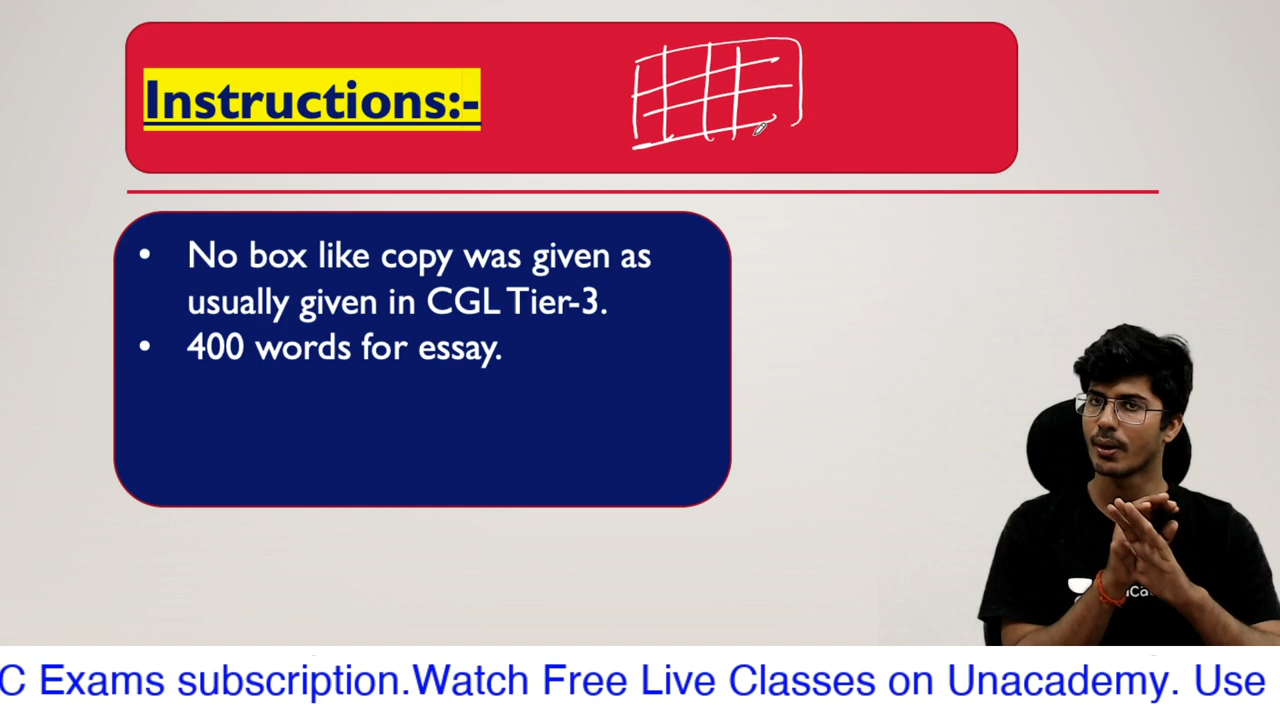 Instructions:-
• No box like copy was given as
usually given in CGL Tier-3.
• 400 words for essay.
C Exams subscription.Watch Free Live Classes on Unacademy. Use